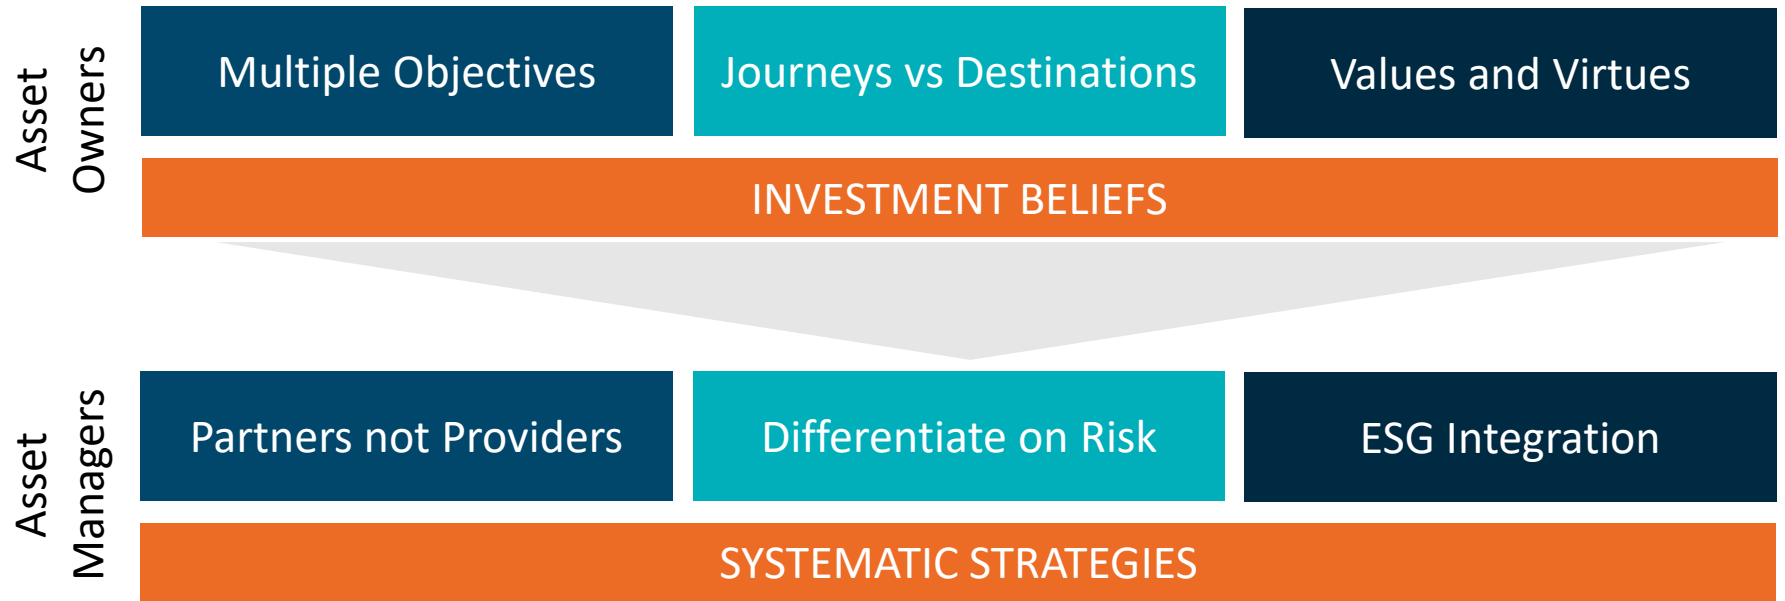 Asset
Owners
Multiple Objectives
Journeys vs Destinations
Values and Virtues
INVESTMENT BELIEFS
Asset
Managers
Partners not Providers
Differentiate on Risk
ESG Integration
SYSTEMATIC STRATEGIES